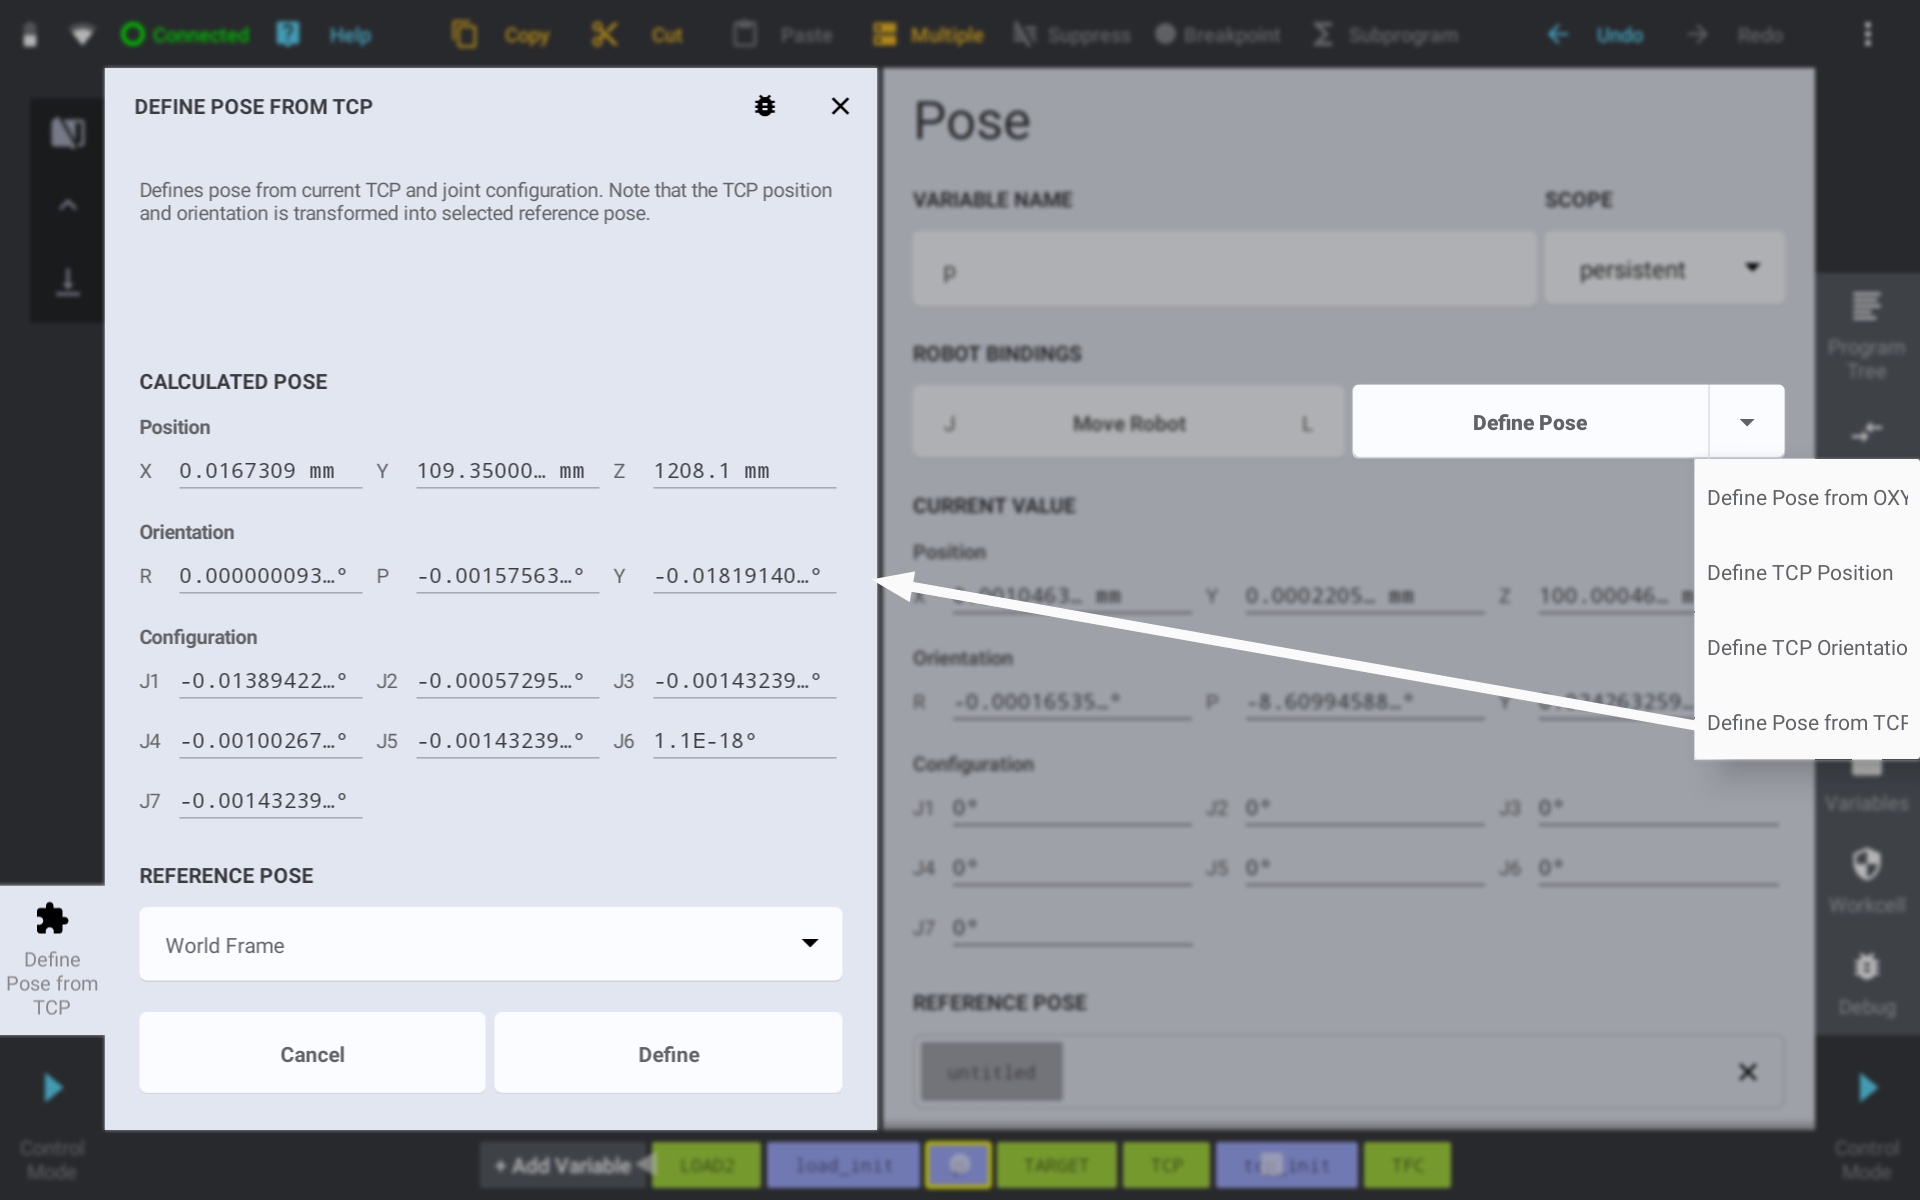 Connected
Help
Copy
Cut
Paste
Multiple
Suppress
Breakpoint
Subprogram
Undo
Redo
DEFINE POSE FROM TCP
Defines pose from current TCP and joint configuration. Note that the TCP position
and orientation is transformed into selected reference pose.
CALCULATED POSE
Position
X 0.0167309 mm Y 109.35000… mm Z 1208.1 mm
Orientation
R 0.000000093…° P -0.00157563…° Y -0.01819140…°
Configuration
J1 -0.01389422…° J2 -0.00057295…° J3 -0.00143239…°
J4 -0.00100267…° J5 -0.00143239…° J6 1.1E-18°
J7 -0.00143239…°
REFERENCE POSE
World Frame
Cancel
Define
Define
Pose from
TCP
Control
Mode
Pose
VARIABLE NAME
SCOPE
p
persistent
ROBOT BINDINGS
J Move Robot L
Define Pose
Define Pose from OXY
Define TCP Position
Define TCP Orientatio
Define Pose from TCP
CURRENT VALUE
Position
X 0.0010463… mm Y 0.0002205… mm Z 100.00046…
Orientation
R -0.00016535…° P -8.60994588…° Y
Configuration
J1 0° J2 0° J3 0°
J4 0° J5 0° J6 0°
J7 0°
REFERENCE POSE
untitled
Program
Tree
Variables
Workcell
Debug
Control
Mode
+ Add Variable
LOAD2
load_init
TARGET
TCP
TFC